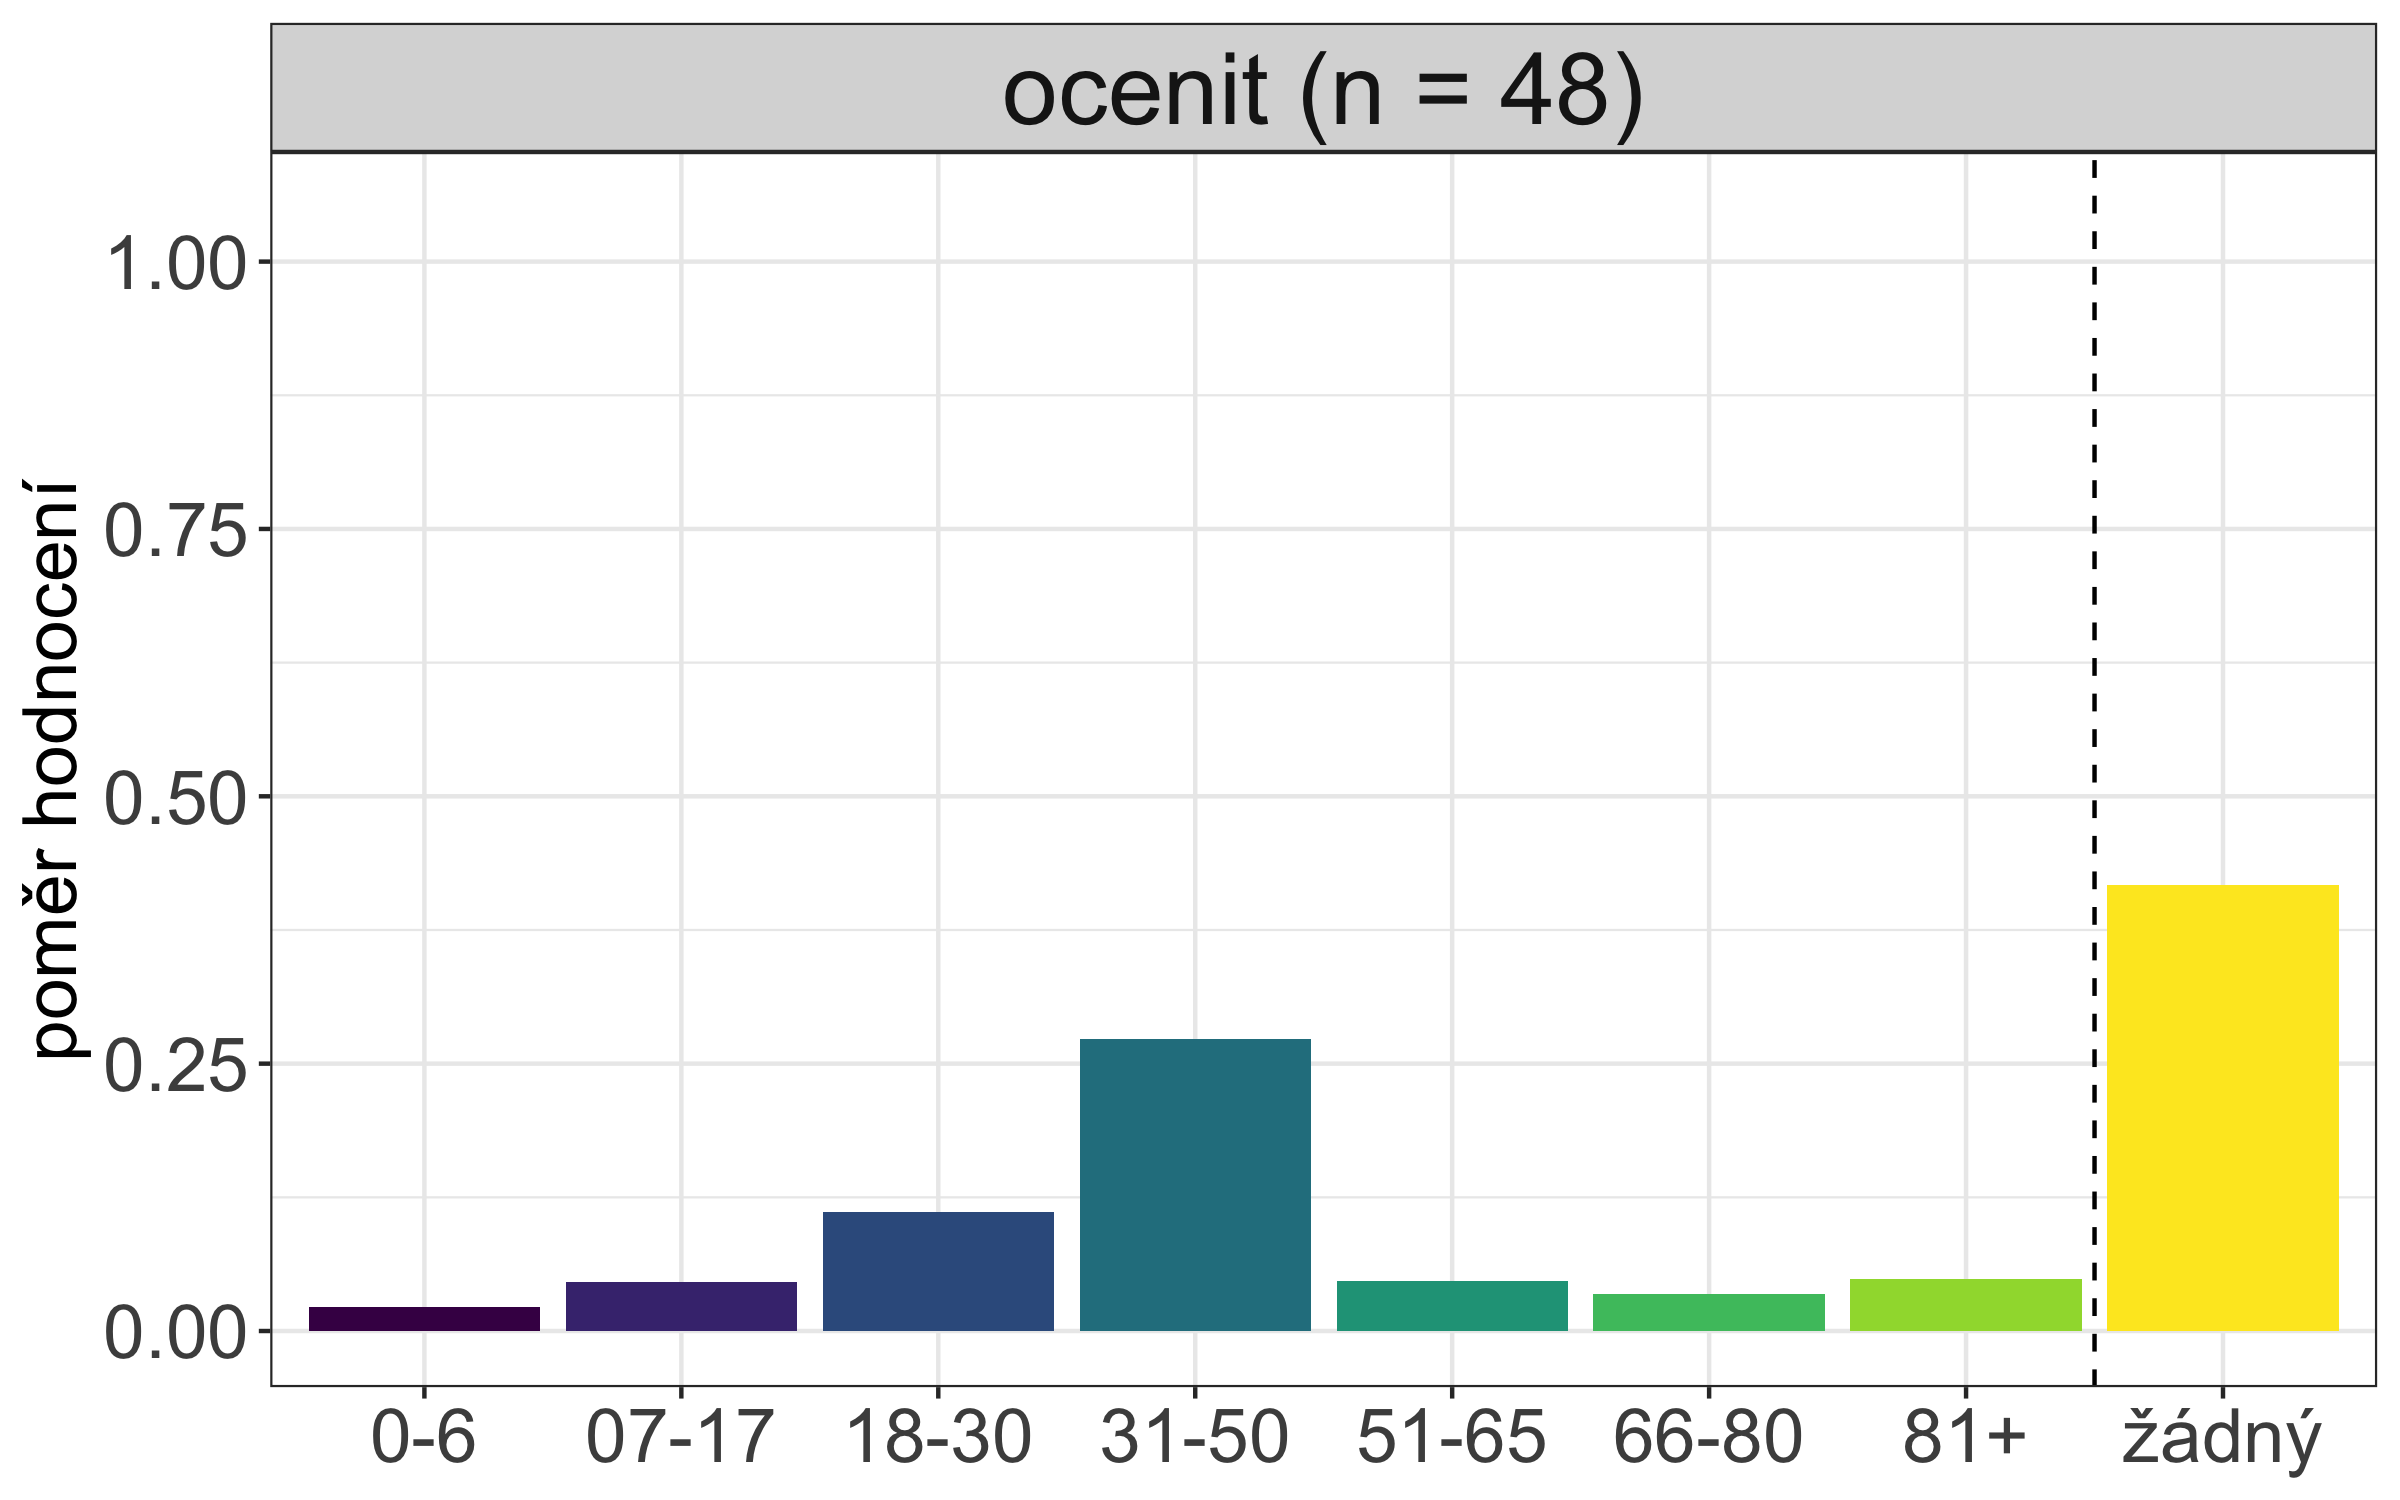 ocenit (n = 48)
poměr hodnocení
1.00
0.75
0.50
0.25
0.00
0-6 07-17 18-30 31-50 51-65 66-80 81+ žádný